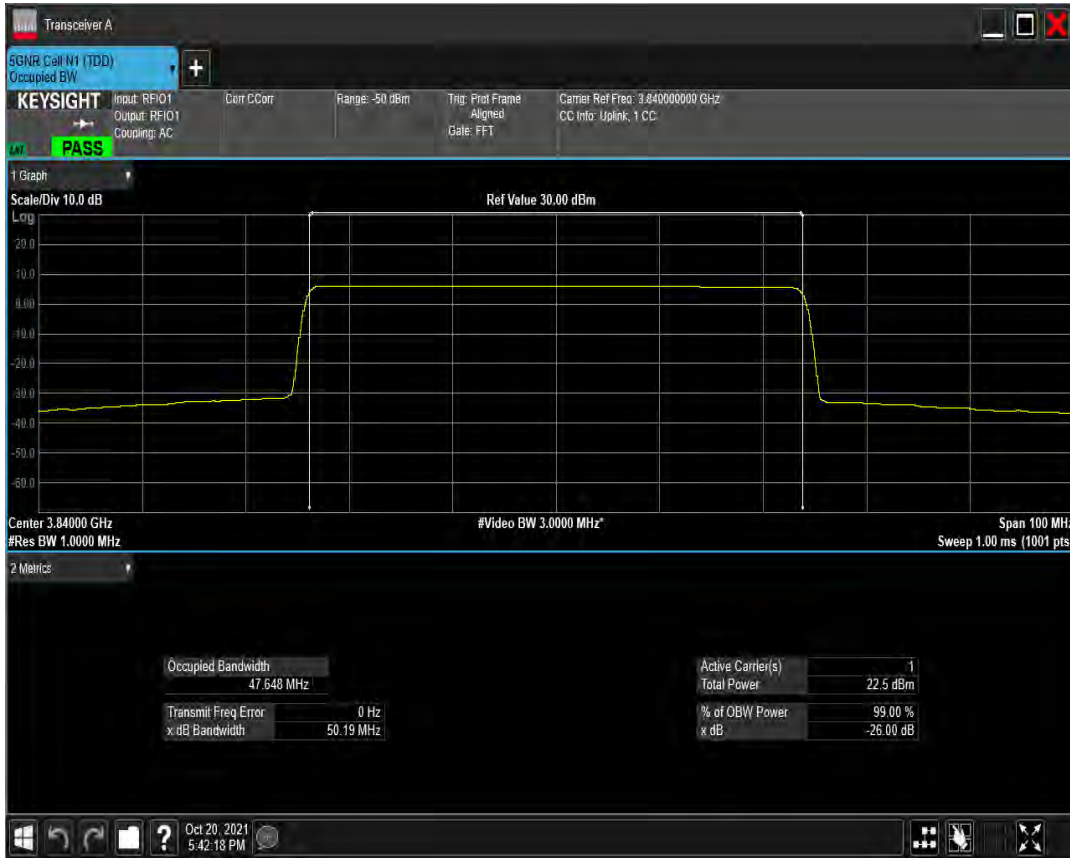 Transceiver A
5GNR Cell N1 (TDD)
Occupied BW
+
KEYSIGHT
Input: RFIO1
Output: RFIO1
Coupling: AC
Corr CCorr
Range: -50 dBm
Trig: Prot Frame
Aligned
Gate: FFT
Carrier Ref Freq: 3.840000000 GHz
CC Info: Uplink, 1 CC
PASS
1 Graph
Scale/Div 10.0 dB
Ref Value 30.00 dBm
Log
20.0
10.0
0.00
-10.0
-20.0
-30.0
-40.0
-50.0
-60.0
Center 3.84000 GHz
#Video BW 3.0000 MHz*
Span 100 MHz
#Res BW 1.0000 MHz
Sweep 1.00 ms (1001 pts
2 Metrics
Occupied Bandwidth
47.648 MHz
Transmit Freq Error 0 Hz
x dB Bandwidth 50.19 MHz
Active Carrier(s) 1
Total Power 22.5 dBm
% of OBW Power 99.00 %
x dB -26.00 dB
?
Oct 20, 2021
5:42:18 PM